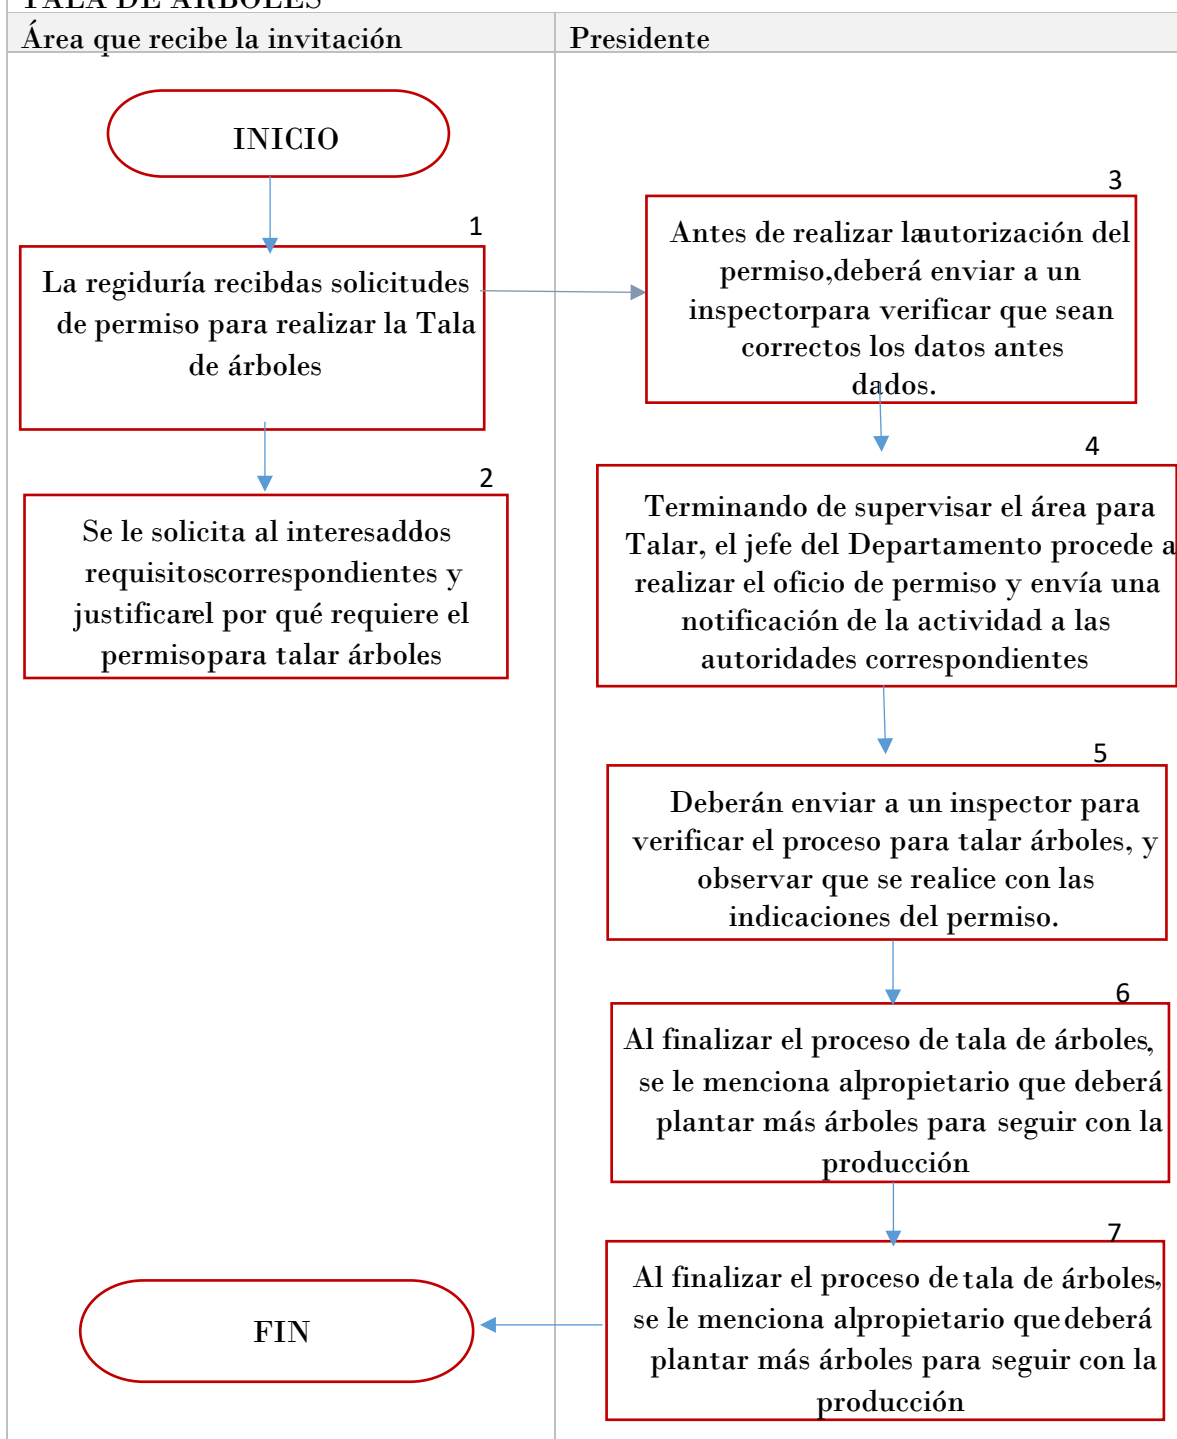 TALA DE ÁRBOLES
Área que recibe la invitación
Presidente
INICIO
1
La regiduría recibdas solicitudes
de permiso para realizar la Tala
de árboles
2
Se le solicita al interesaddos
requisitoscorrespondientes y
justificarel por qué requiere el
permisopara talar árboles
3
Antes de realizar laautorización del
permiso,deberá enviar a un
inspectorpara verificar que sean
correctos los datos antes
dados.
4
Terminando de supervisar el área para
Talar, el jefe del Departamento procede a
realizar el oficio de permiso y envía una
notificación de la actividad a las
autoridades correspondientes
5
Deberán enviar a un inspector para
verificar el proceso para talar árboles, y
observar que se realice con las
indicaciones del permiso.
6
Al finalizar el proceso de tala de árboles,
se le menciona alpropietario que deberá
plantar más árboles para seguir con la
producción
7
Al finalizar el proceso de tala de árboles,
se le menciona alpropietario que deberá
plantar más árboles para seguir con la
producción
FIN